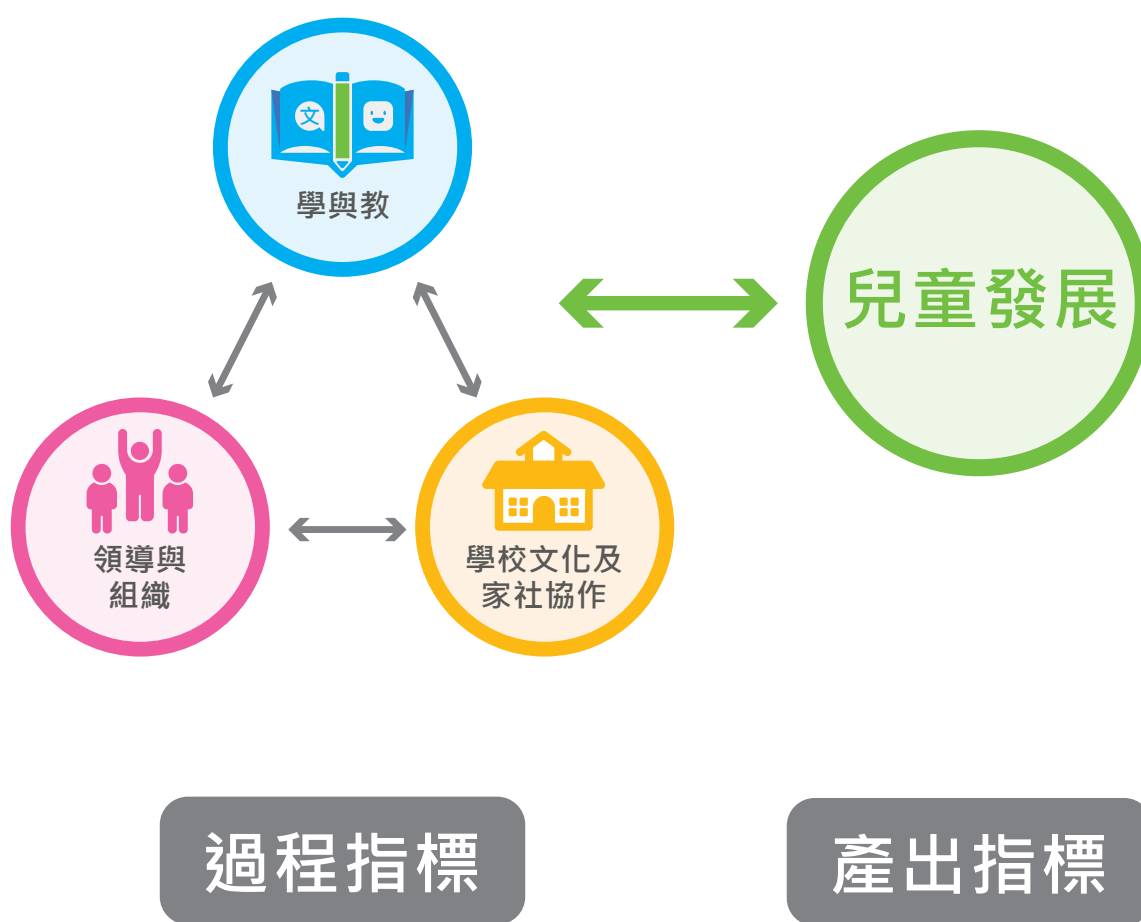 文
學與教
兒童發展
領導與
組織
學校文化及
家社協作
過程指標
產出指標